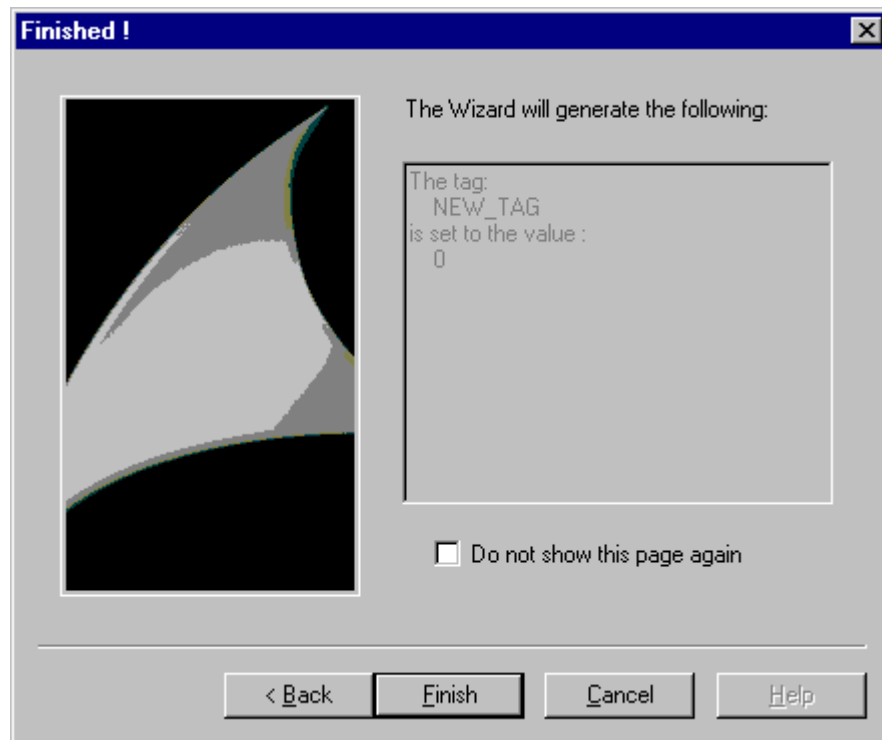 Finished !
The Wizard will generate the following:
The tag:
NEW_TAG
is set to the value :
0
Do not show this page again
< Back
Finish
Cancel
Help